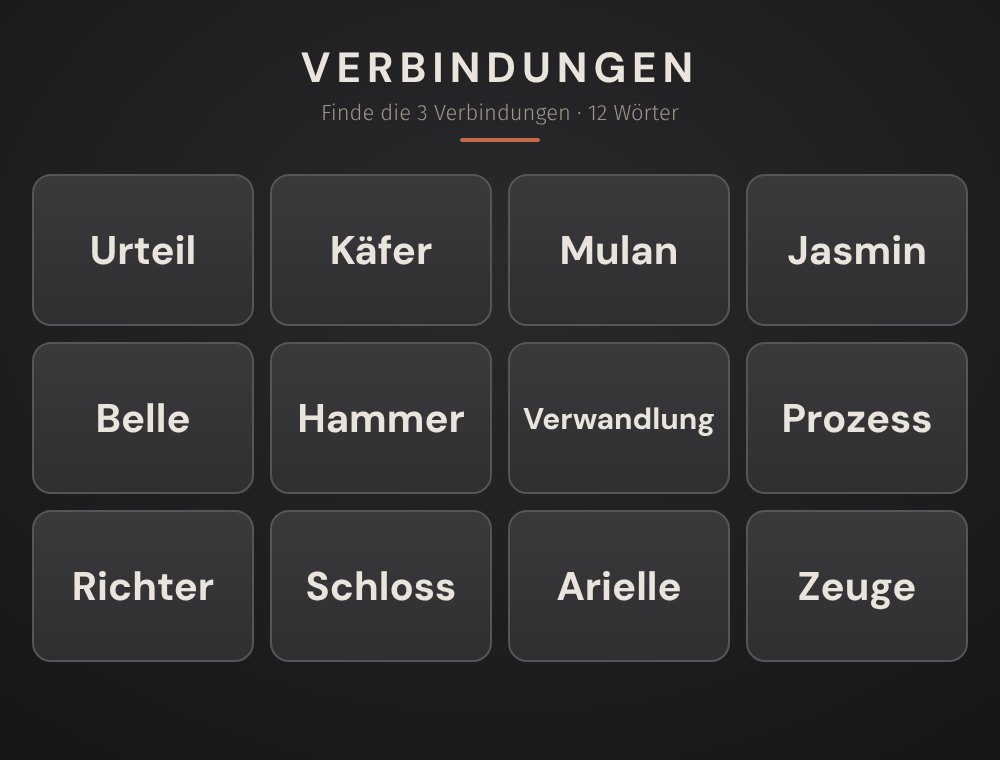 VERBINDUNGEN
Finde die 3 Verbindungen · 12 Wörter
Urteil Käfer Mulan Jasmin
Belle Hammer Verwandlung Prozess
Richter Schloss Arielle Zeuge